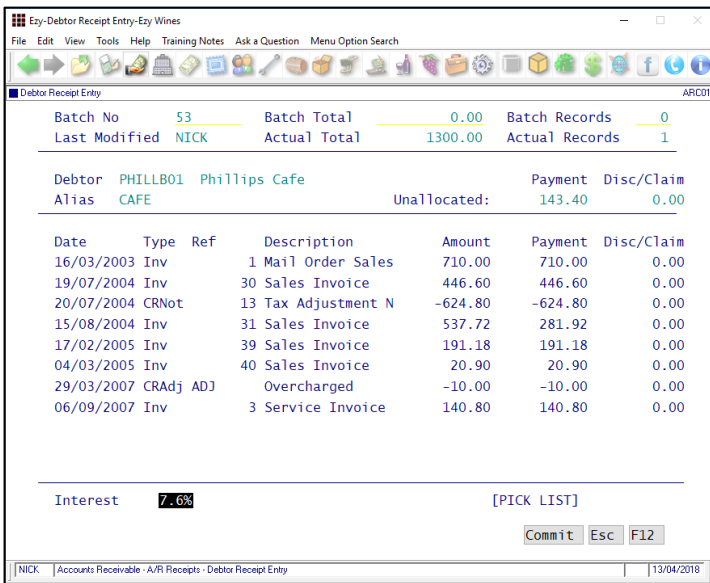 Ezy-Debtor Receipt Entry-Ezy Wines
File Edit View Tools Help Training Notes Ask a Question Menu Option Search
Debtor Receipt Entry ARC01
Batch No 53 Batch Total 0.00 Batch Records 0
Last Modified NICK Actual Total 1300.00 Actual Records 1
Debtor PHILLB01 Phillips Cafe Payment Disc/Claim
Alias CAFE Unallocated: 143.40 0.00
Date Type Ref Description Amount Payment Disc/Claim
16/03/2003 Inv 1 Mail Order Sales 710.00 710.00 0.00
19/07/2004 Inv 30 Sales Invoice 446.60 446.60 0.00
20/07/2004 CRNot 13 Tax Adjustment N -624.80 -624.80 0.00
15/08/2004 Inv 31 Sales Invoice 537.72 281.92 0.00
17/02/2005 Inv 39 Sales Invoice 191.18 191.18 0.00
04/03/2005 Inv 40 Sales Invoice 20.90 20.90 0.00
29/03/2007 CRAdj ADJ Overcharged -10.00 -10.00 0.00
06/09/2007 Inv 3 Service Invoice 140.80 140.80 0.00
Interest 7.6% [PICK LIST]
Commit Esc F12
NICK Accounts Receivable - A/R Receipts - Debtor Receipt Entry 13/04/2018